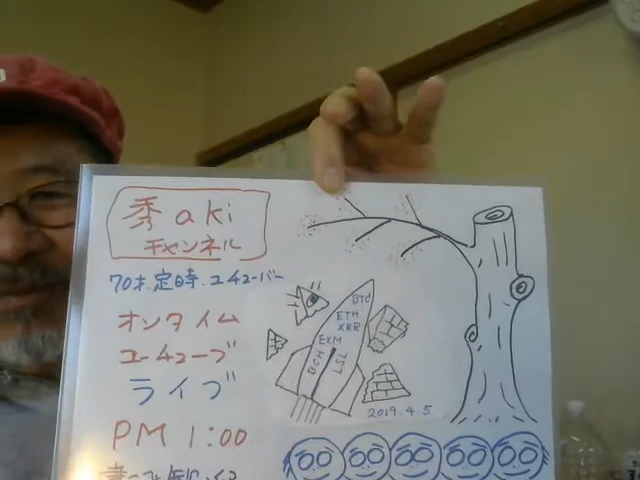 秀aki
チャンネル
70才.定時.ユーチューバー
オンタイム
ユーチューブ
ライブ
PM 1:00
BTC
ETH
XRR
EXM
BCH
LSL
2019.4.5